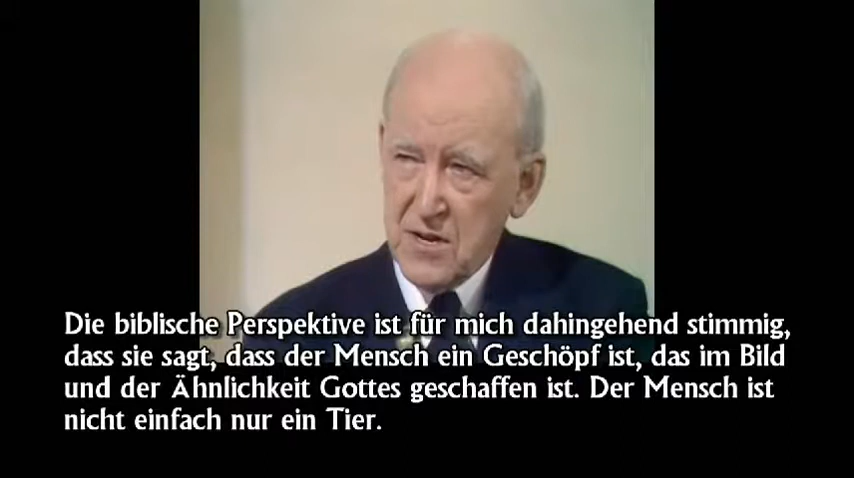 Die biblische Perspektive ist für mich dahingehend stimmig,
dass sie sagt, dass der Mensch ein Geschöpf ist, das im Bild
und der Ähnlichkeit Gottes geschaffen ist. Der Mensch ist
nicht einfach nur ein Tier.